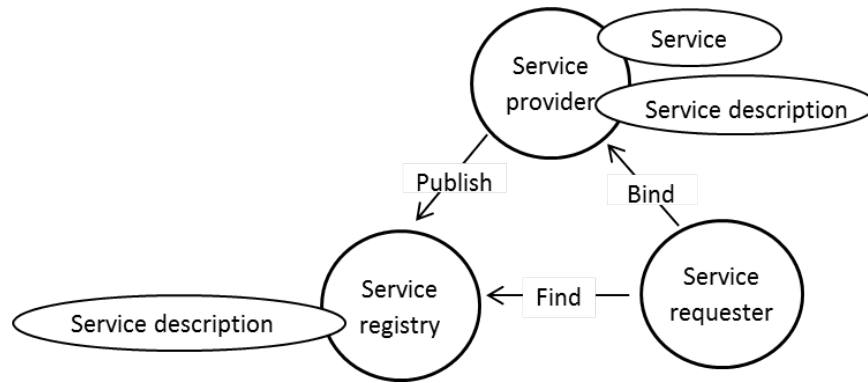 Service
Service
provider
Service description
Publish
Bind
Service
registry
Service description
Find
Service
requester